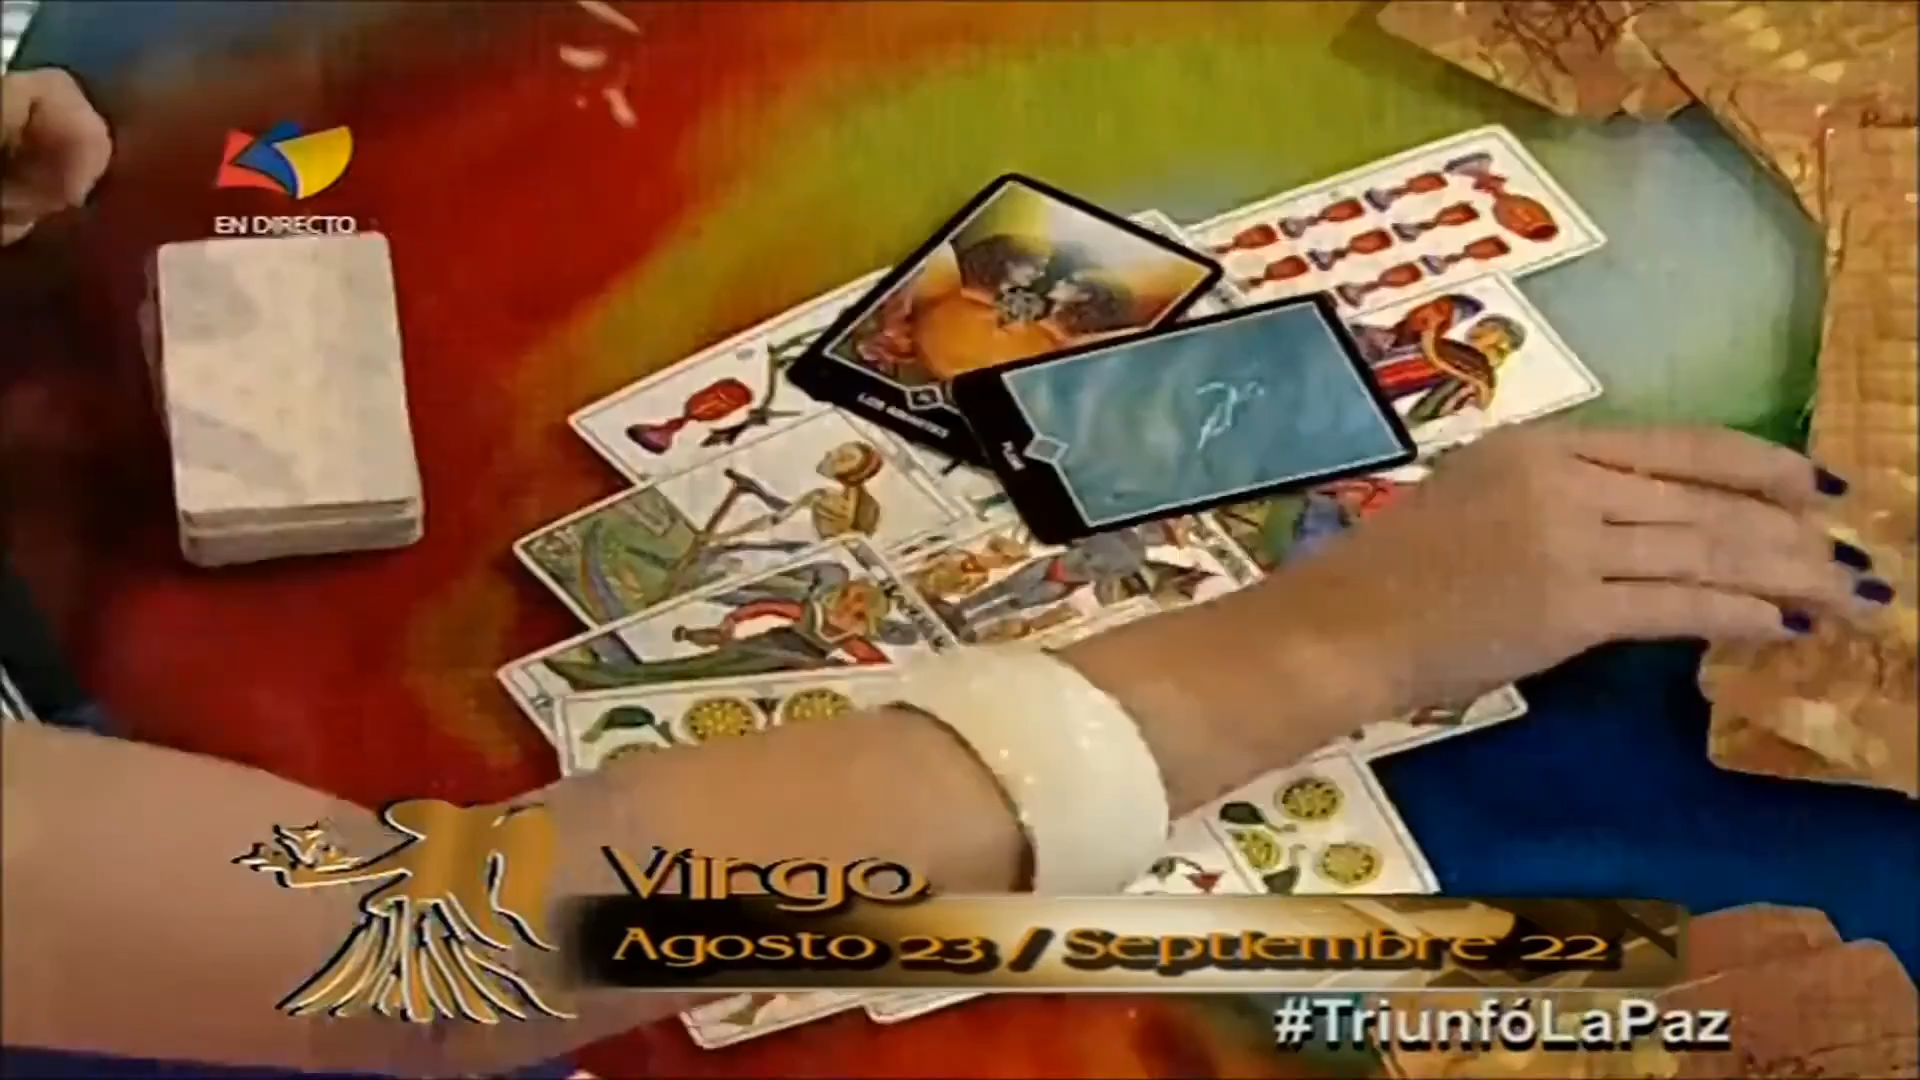 EN DIRECTO
LOS AMANTES
Virgo
Agosto 23 / Septiembre 22
#TriunfóLaPaz